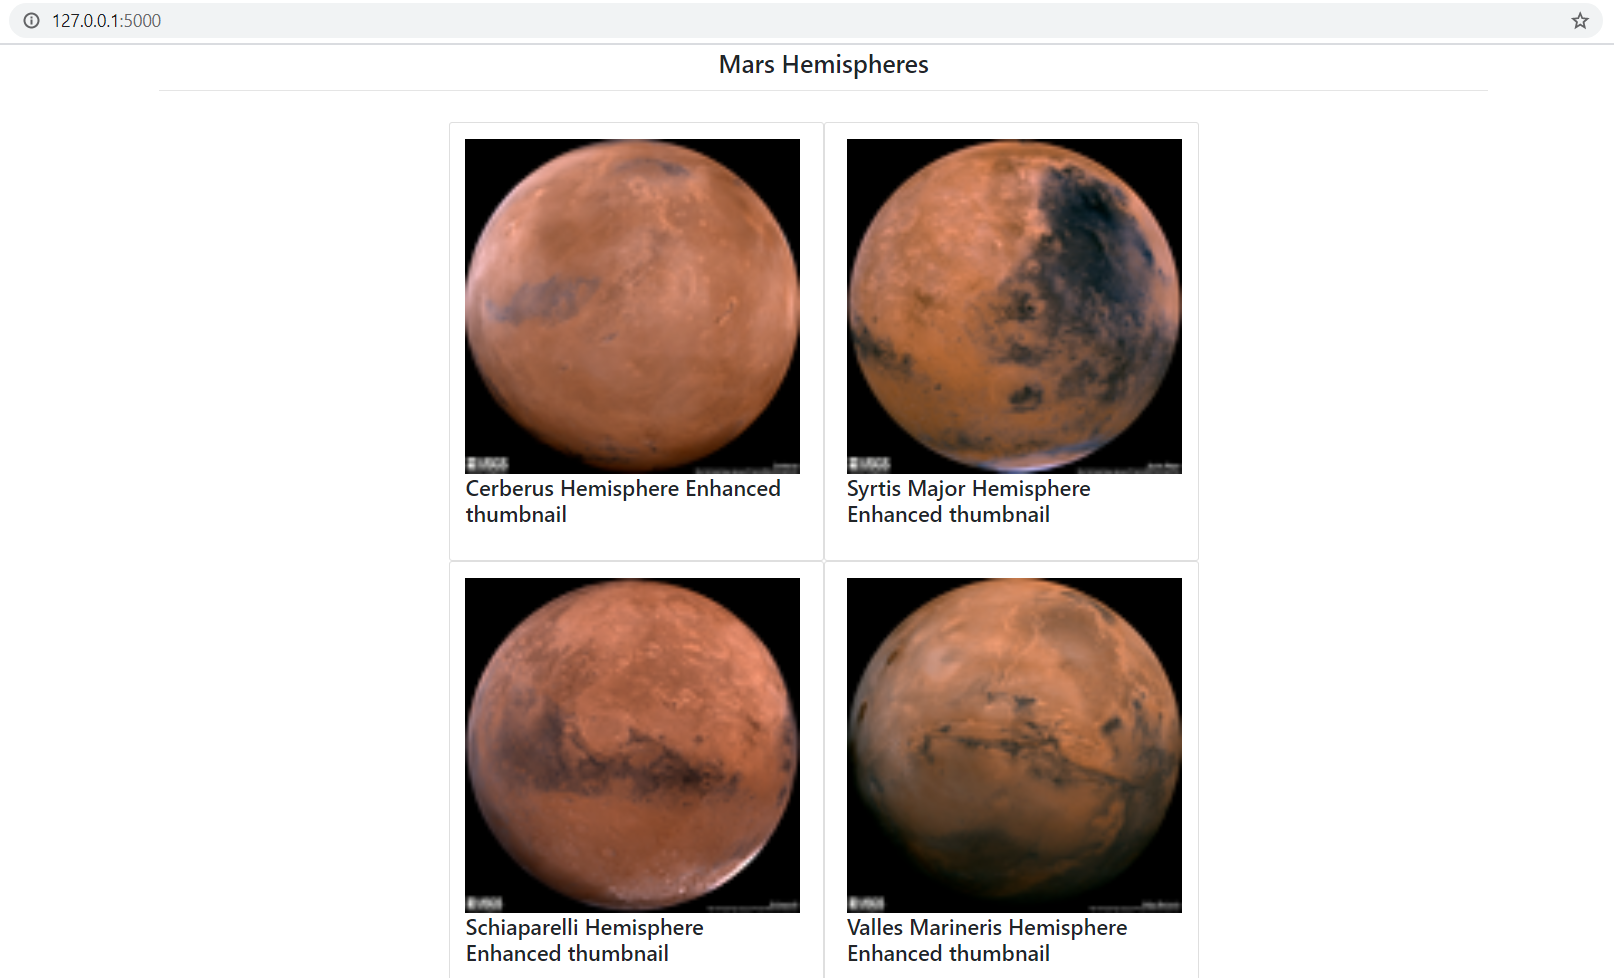 127.0.0.1:5000
Mars Hemispheres
USGS
USGS
Cerberus Hemisphere Enhanced
thumbnail
Syrtis Major Hemisphere
Enhanced thumbnail
USGS
USGS
Schiaparelli Hemisphere
Enhanced thumbnail
Valles Marineris Hemisphere
Enhanced thumbnail